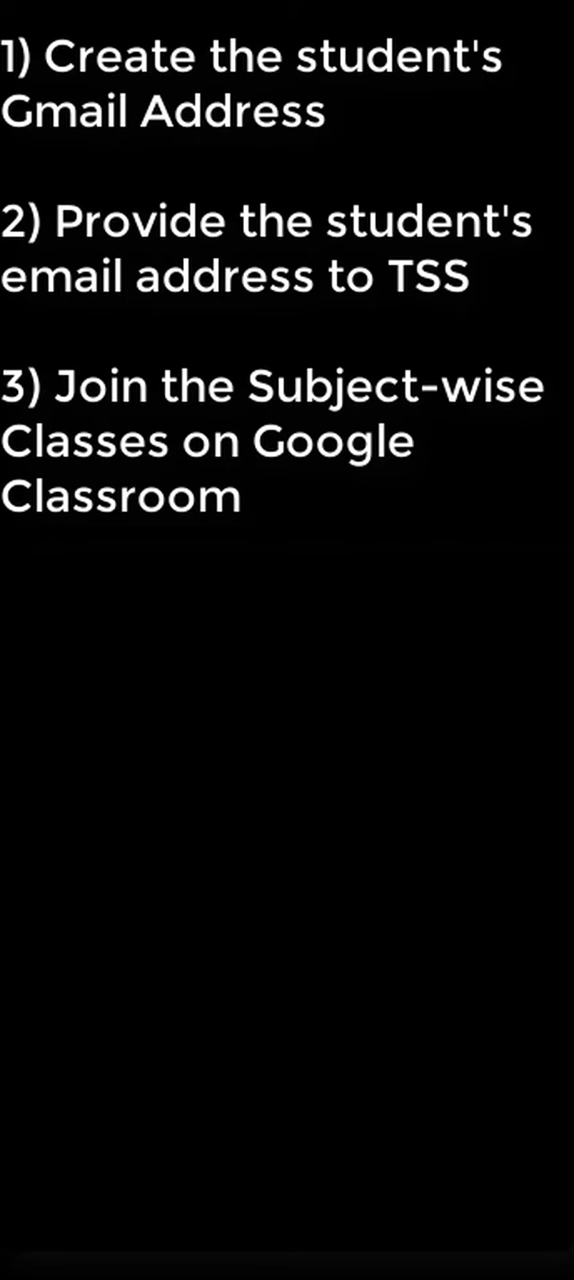 1) Create the student's
Gmail Address
2) Provide the student's
email address to TSS
3) Join the Subject-wise
Classes on Google
Classroom